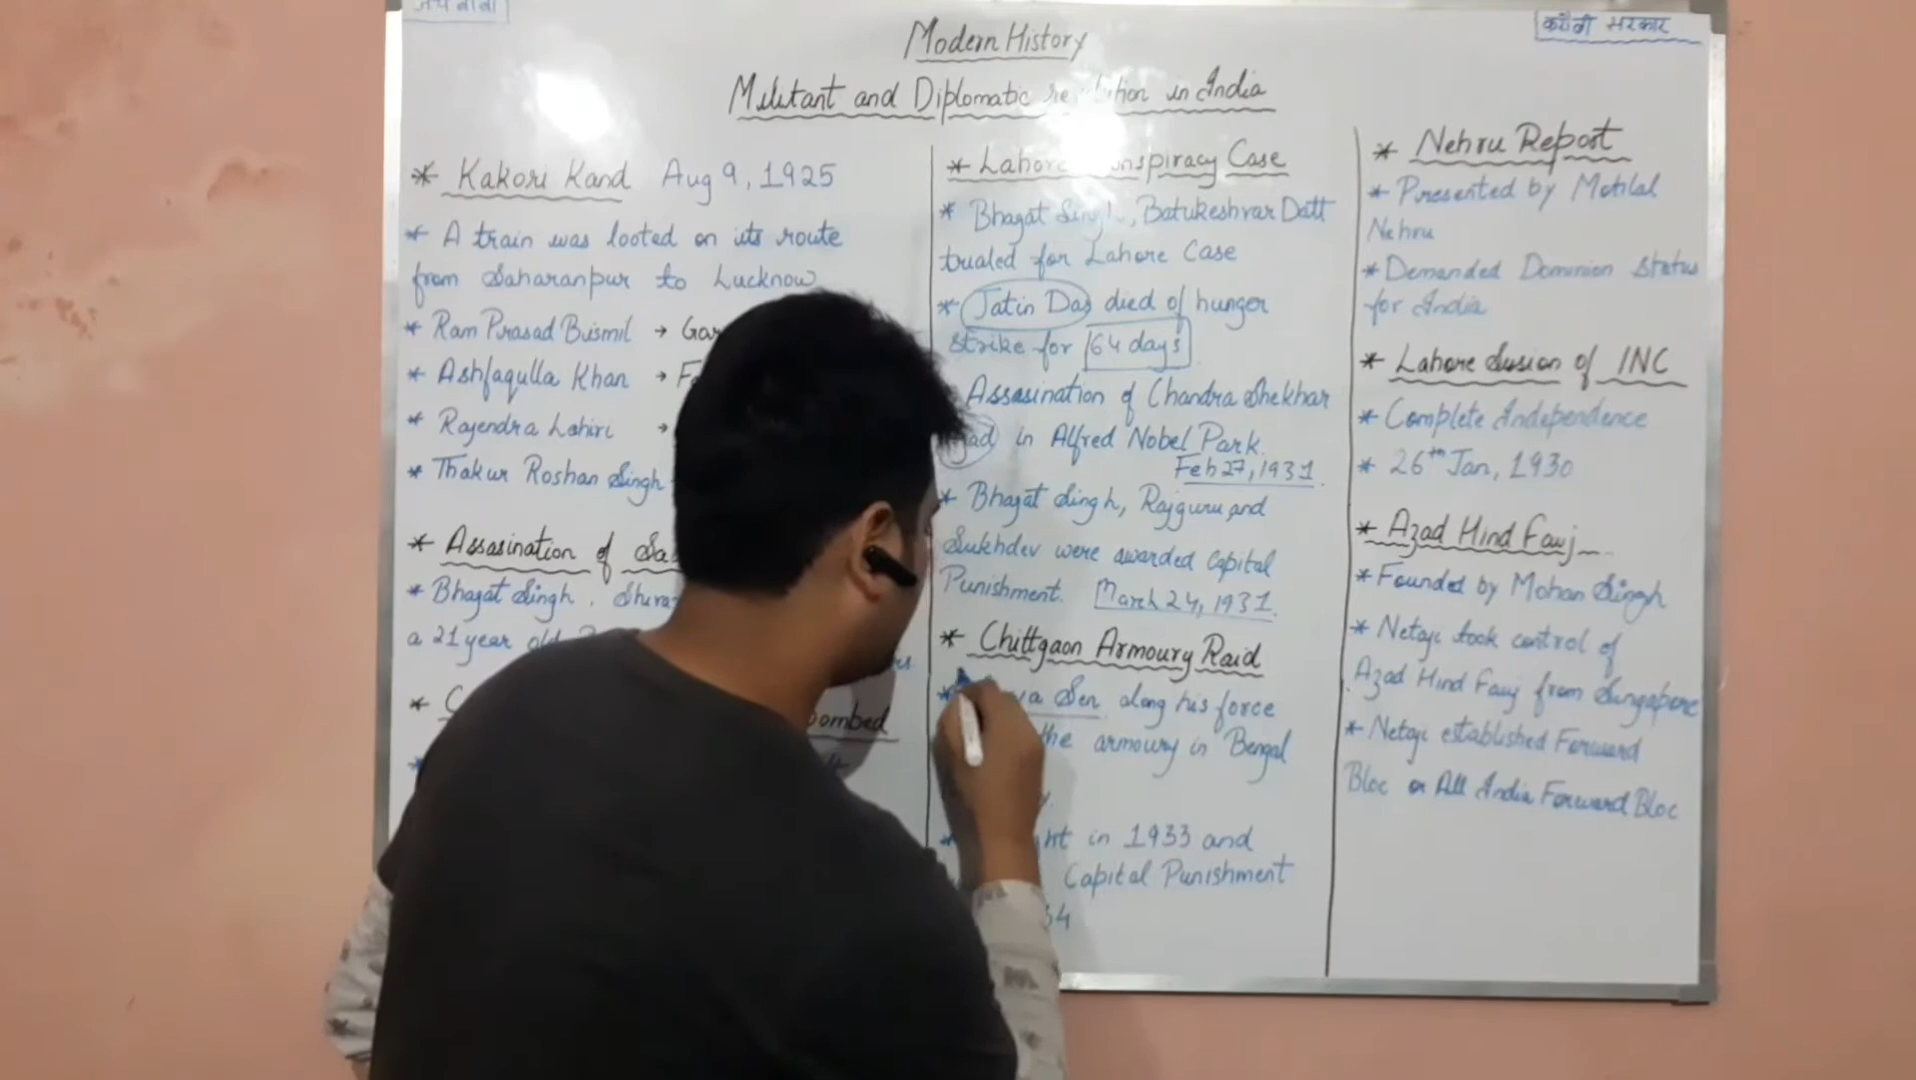 जय बाबा
करौली सरकार
Modern History
Militant and Diplomatic in India
* Kakori Kand Aug 9, 1925
* A train was looted on its route
from Saharanpur to Lucknow
* Ram Prasad Bismil →
* Ashfaqulla Khan →
* Rajendra Lahiri →
* Thakur Roshan Singh
* Assasination of
* Bhagat Singh,
a 21 year old
*
bombed
* Lahore Case
* Bhagat Singh, Batukeshvar Datt
trialed for Lahore Case
* Jatin Das died of hunger
strike for 64 days
Assasination of Chandra Shekhar
in Alfred Nobel Park.
Feb 27, 1931.
* Bhagat Singh, Rajguru and
Sukhdev were awarded Capital
Punishment. March 24, 1931.
* Chittgaon Armoury Raid
* Sen along his force
the armoury in Bengal
* in 1933 and
Capital Punishment
* Nehru Report
* Presented by Motilal
Nehru
* Demanded Dominion Status
for India
* Lahore Session of INC
* Complete Independence
* 26th Jan, 1930
* Azad Hind Fauj
* Founded by Mohan Singh
* Netaji took control of
Azad Hind Fauj from Singapore
* Netaji established Forward
Bloc or All India Forward Bloc